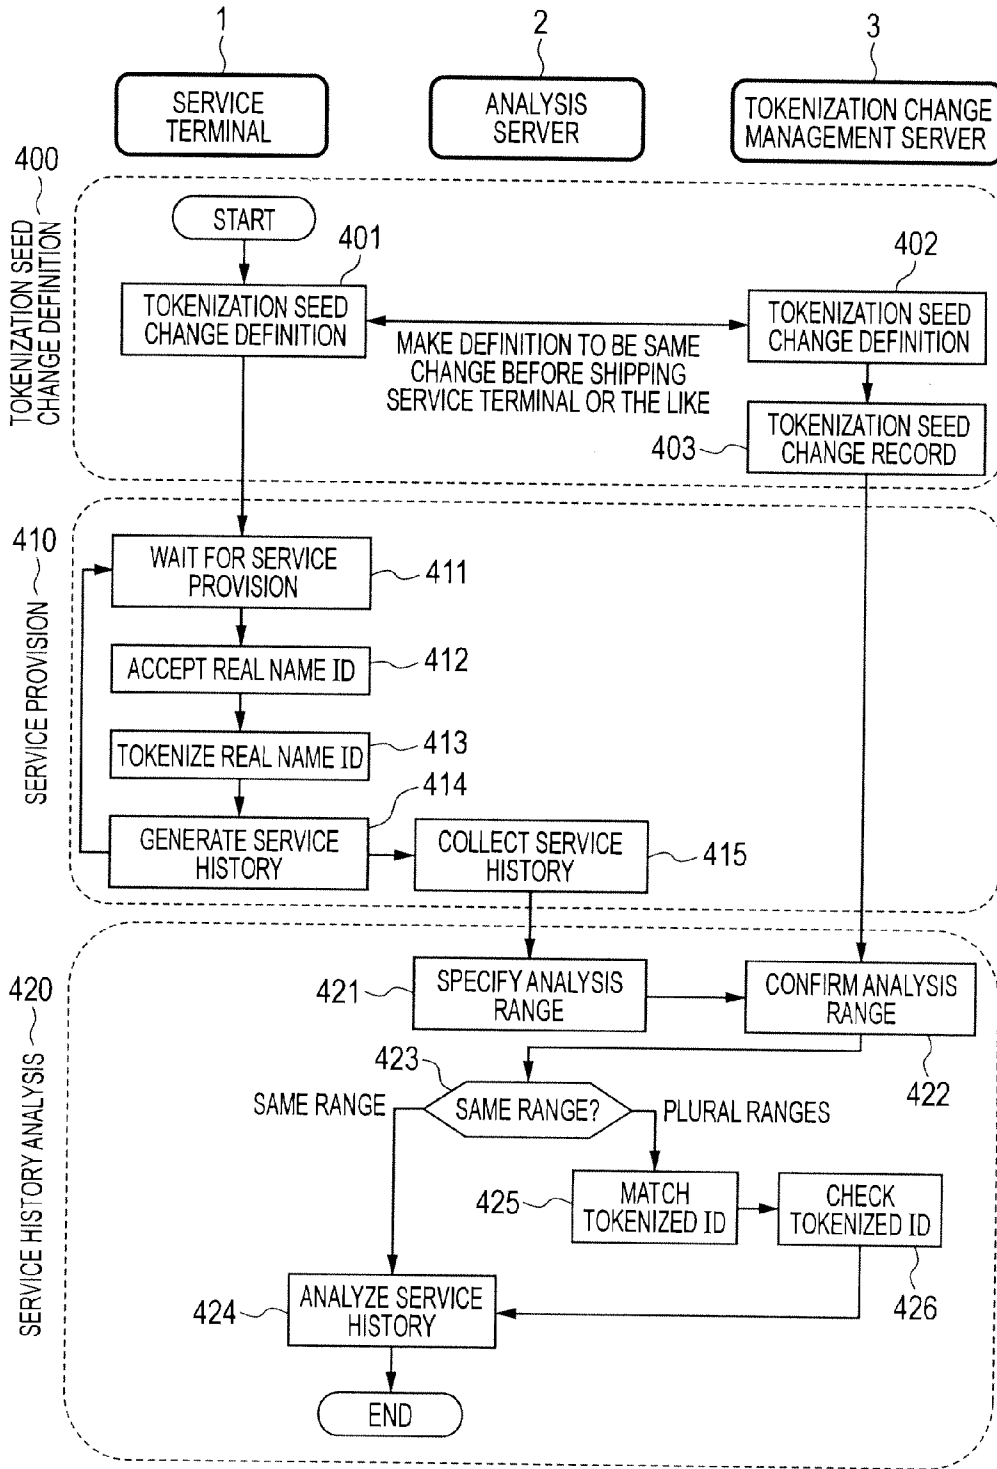 1
2
3
SERVICE
TERMINAL
ANALYSIS
SERVER
TOKENIZATION CHANGE
MANAGEMENT SERVER
400
TOKENIZATION SEED
CHANGE DEFINITION
START
401
TOKENIZATION SEED
CHANGE DEFINITION
402
TOKENIZATION SEED
CHANGE DEFINITION
MAKE DEFINITION TO BE SAME
CHANGE BEFORE SHIPPING
SERVICE TERMINAL OR THE LIKE
403
TOKENIZATION SEED
CHANGE RECORD
410
SERVICE PROVISION
WAIT FOR SERVICE
PROVISION
411
ACCEPT REAL NAME ID
412
TOKENIZE REAL NAME ID
413
414
GENERATE SERVICE
HISTORY
COLLECT SERVICE
HISTORY
415
420
SERVICE HISTORY ANALYSIS
421
SPECIFY ANALYSIS
RANGE
CONFIRM ANALYSIS
RANGE
422
423
SAME RANGE
SAME RANGE?
PLURAL RANGES
425
MATCH
TOKENIZED ID
CHECK
TOKENIZED ID
426
424
ANALYZE SERVICE
HISTORY
END